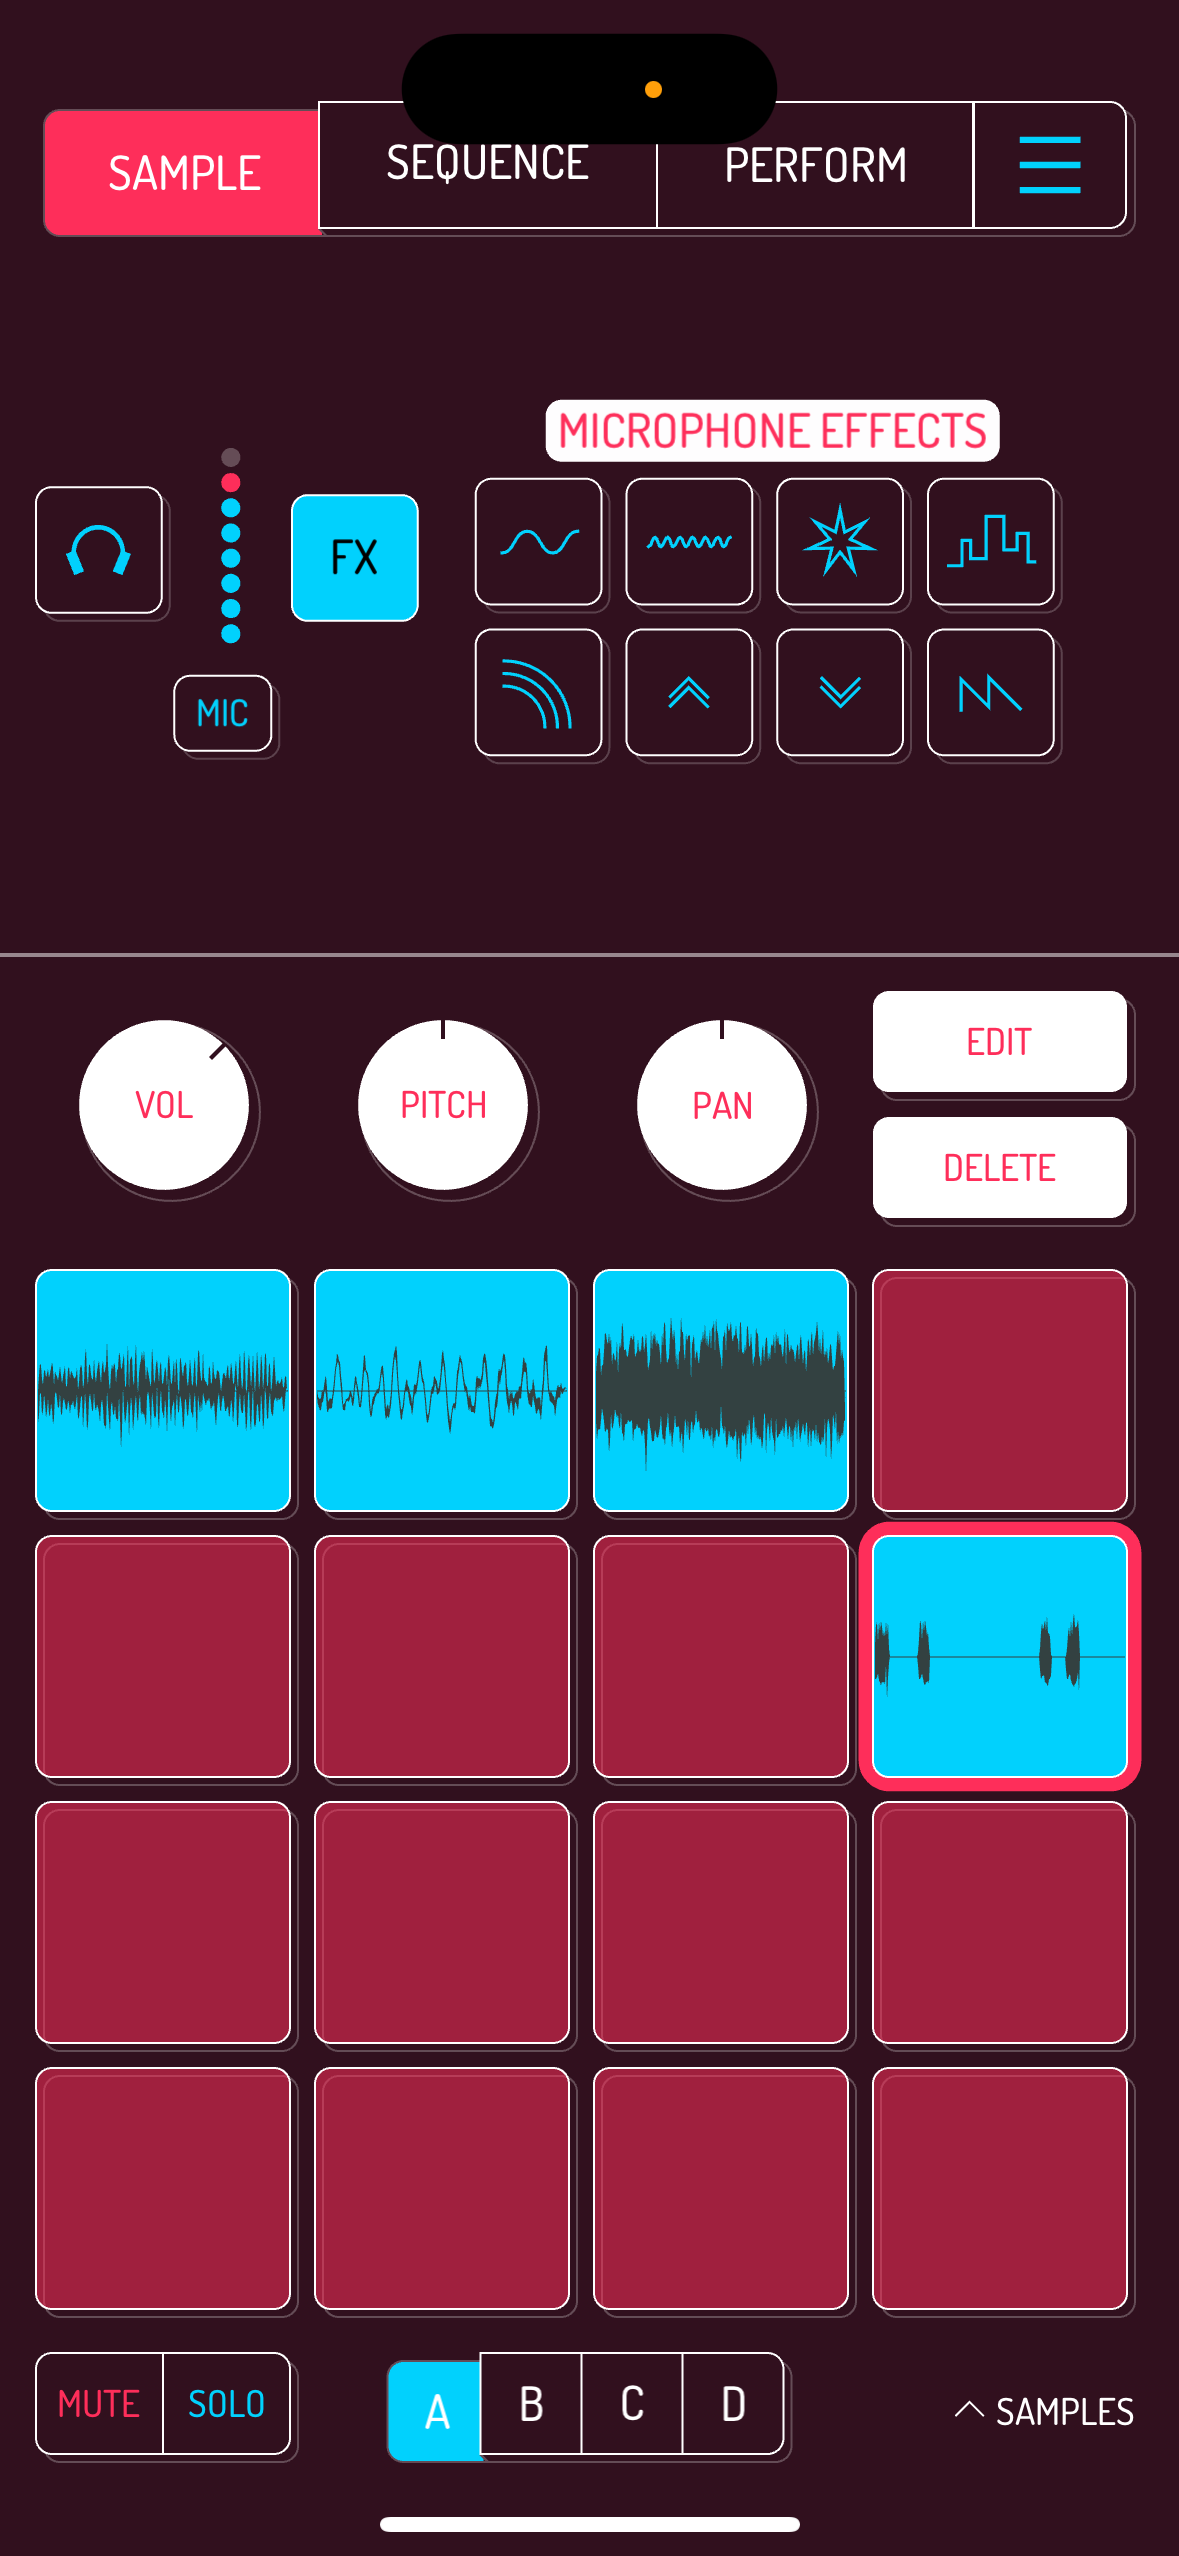 SAMPLE
SEQUENCE
PERFORM
MICROPHONE EFFECTS
FX
MIC
VOL
PITCH
PAN
EDIT
DELETE
MUTE
SOLO
A
B
C
D
SAMPLES